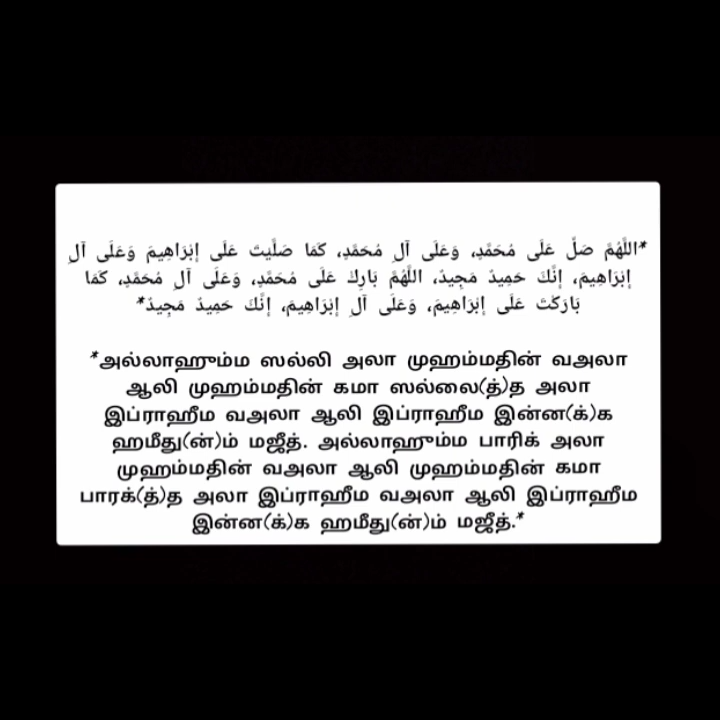 *اللَّهُمَّ صَلِّ عَلَى مُحَمَّدٍ، وَعَلَى آلِ مُحَمَّدٍ، كَمَا صَلَّيْتَ عَلَى إِبْرَاهِيمَ وَعَلَى آلِ
إِبْرَاهِيمَ، إِنَّكَ حَمِيدٌ مَجِيدٌ، اللَّهُمَّ بَارِكْ عَلَى مُحَمَّدٍ، وَعَلَى آلِ مُحَمَّدٍ، كَمَا
بَارَكْتَ عَلَى إِبْرَاهِيمَ، وَعَلَى آلِ إِبْرَاهِيمَ، إِنَّكَ حَمِيدٌ مَجِيدٌ*
*அல்லாஹும்ம ஸல்லி அலா முஹம்மதின் வஅலா
ஆலி முஹம்மதின் கமா ஸல்லை(த்)த அலா
இப்ராஹீம வஅலா ஆலி இப்ராஹீம இன்ன(க்)க
ஹமீது(ன்)ம் மஜீத். அல்லாஹும்ம பாரிக் அலா
முஹம்மதின் வஅலா ஆலி முஹம்மதின் கமா
பாரக்(த்)த அலா இப்ராஹீம வஅலா ஆலி இப்ராஹீம
இன்ன(க்)க ஹமீது(ன்)ம் மஜீத்.*